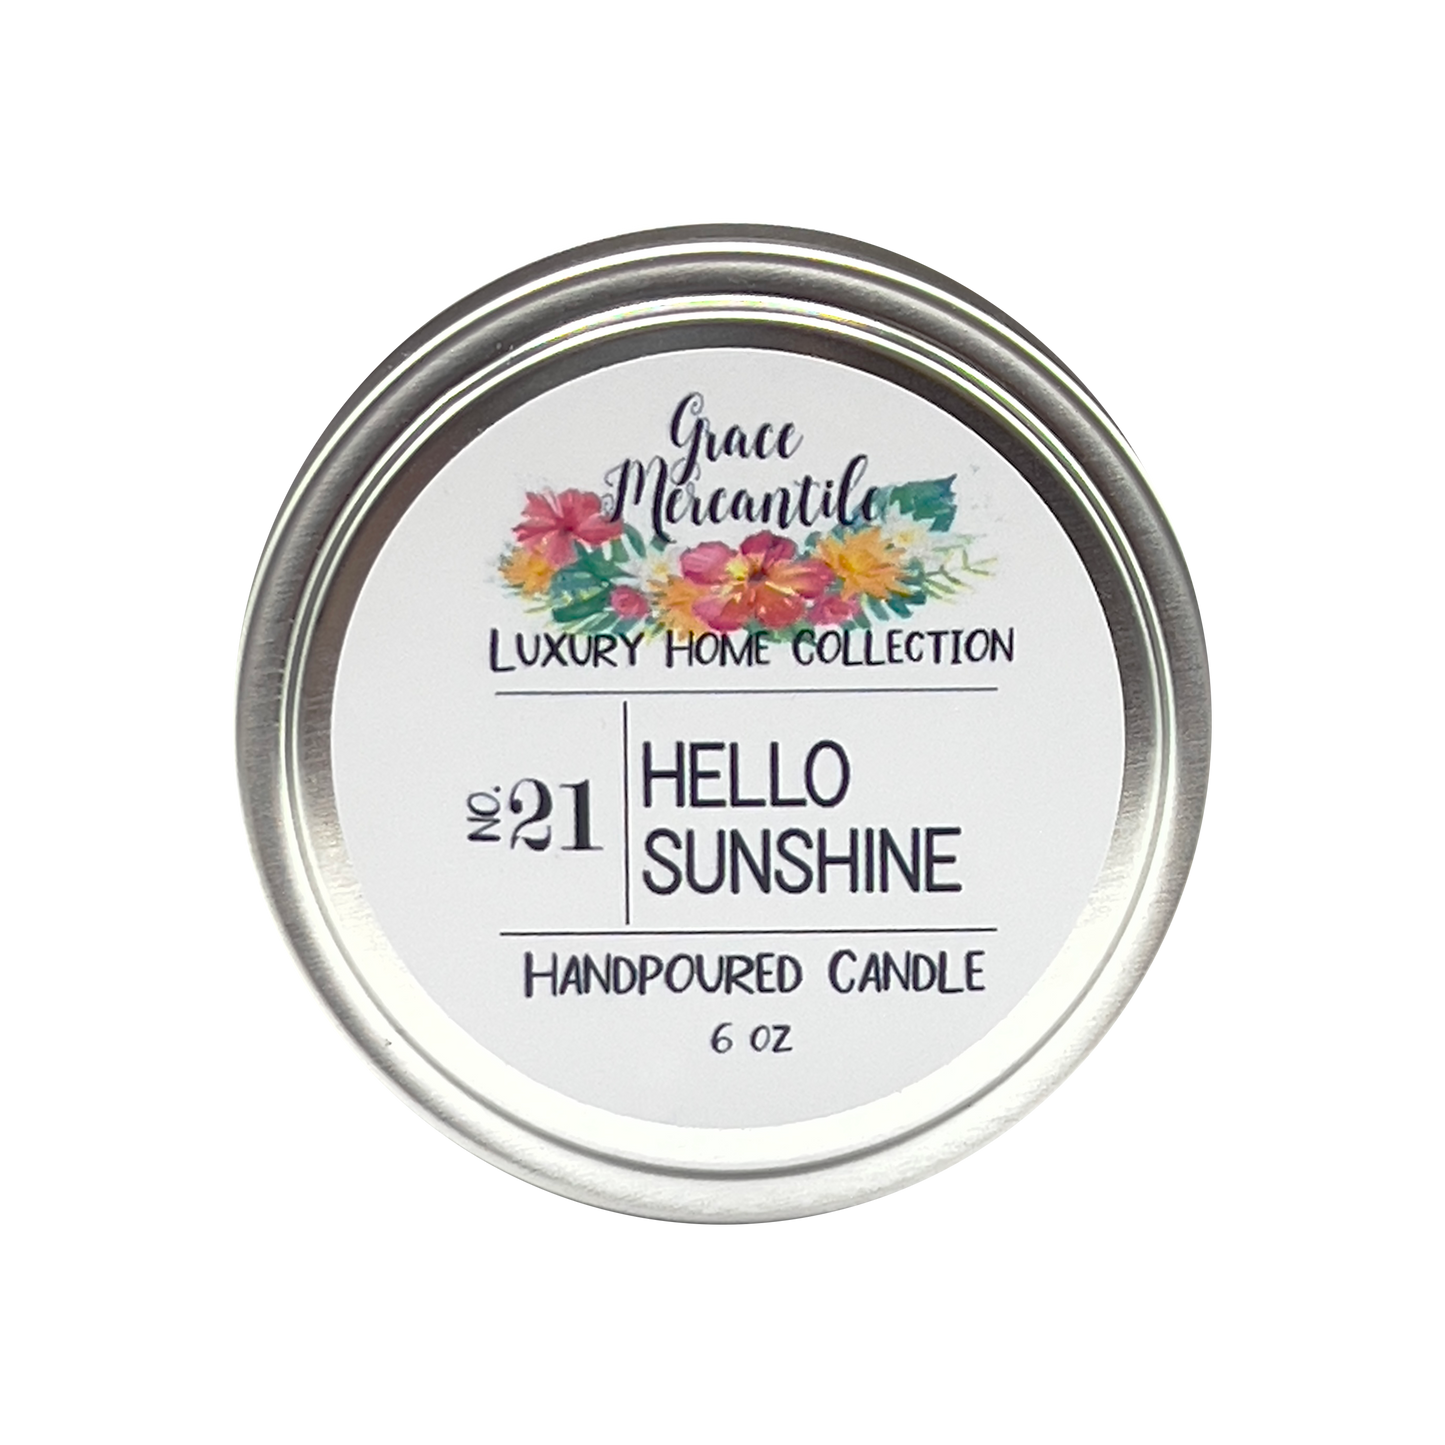 Grace
Mercantile
LUXURY HOME COLLECTION
NO. 21
HELLO
SUNSHINE
HANDPOURED CANDLE
6 OZ